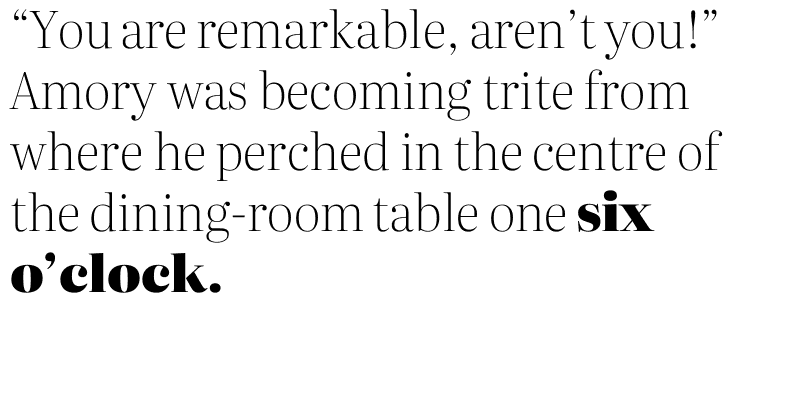 “You are remarkable, aren’t you!”
Amory was becoming trite from
where he perched in the centre of
the dining-room table one six
o’clock.